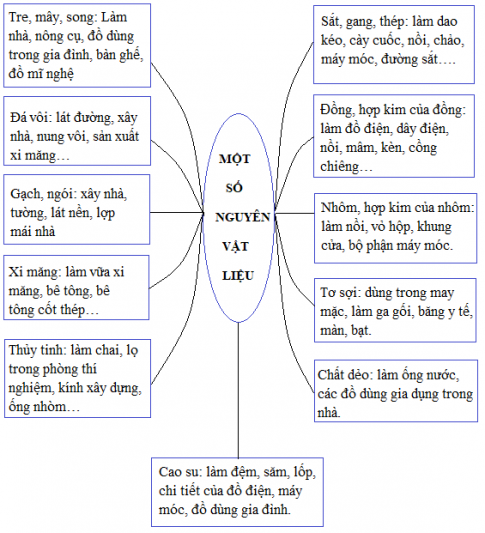 Tre, mây, song: Làm
nhà, nông cụ, đồ dùng
trong gia đình, bàn ghế,
đồ mĩ nghệ
Đá vôi: lát đường, xây
nhà, nung vôi, sản xuất
xi măng…
Gạch, ngói: xây nhà,
tường, lát nền, lợp
mái nhà
Xi măng: làm vữa xi
măng, bê tông, bê
tông cốt thép…
Thủy tinh: làm chai, lọ
trong phòng thí
nghiệm, kính xây dựng,
ống nhòm…
MỘT
SỐ
NGUYÊN
VẬT
LIỆU
Sắt, gang, thép: làm dao
kéo, cày cuốc, nồi, chảo,
máy móc, đường sắt….
Đồng, hợp kim của đồng:
làm đồ điện, dây điện,
nồi, mâm, kèn, cồng
chiêng…
Nhôm, hợp kim của nhôm:
làm nồi, vỏ hộp, khung
cửa, bộ phận máy móc.
Tơ sợi: dùng trong may
mặc, làm ga gối, băng y tế,
màn, bạt.
Chất dẻo: làm ống nước,
các đồ dùng gia dụng trong
nhà.
Cao su: làm đệm, săm, lốp,
chi tiết của đồ điện, máy
móc, đồ dùng gia đình.